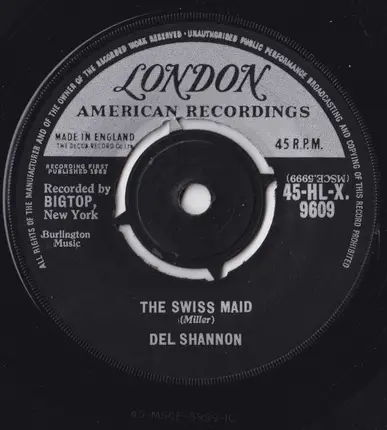 ALL RIGHTS OF THE MANUFACTURER AND OF THE OWNER OF THE RECORDED WORK RESERVED · UNAUTHORISED PUBLIC PERFORMANCE BROADCASTING AND COPYING OF THIS RECORD PROHIBITED
LONDON
AMERICAN RECORDINGS
MADE IN ENGLAND
THE DECCA RECORD Co. Ltd.
45 R.P.M.
RECORDING FIRST
PUBLISHED 1962
(MSCE.5999)
Recorded by
BIGTOP,
New York
45-HL-X.
9609
Burlington
Music
THE SWISS MAID
(Miller)
DEL SHANNON